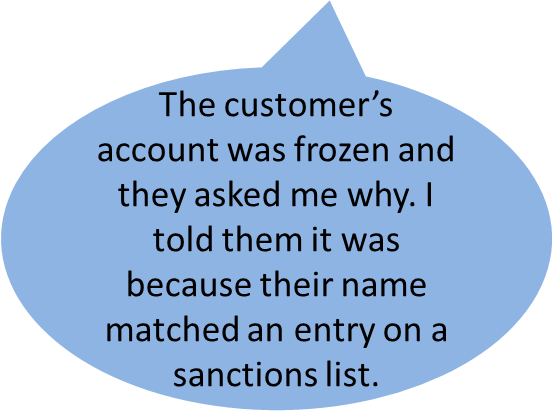 The customer’s
account was frozen and
they asked me why. I
told them it was
because their name
matched an entry on a
sanctions list.